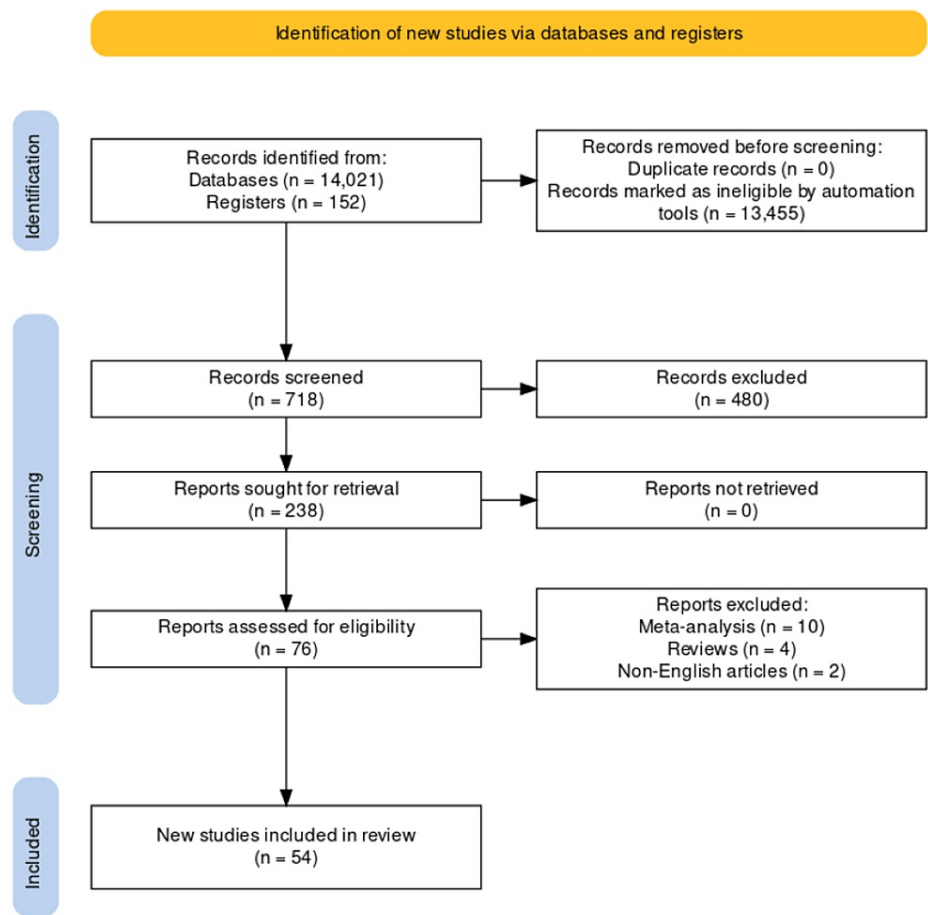 Identification of new studies via databases and registers
Identification
Records identified from:
Databases (n = 14,021)
Registers (n = 152)
Records removed before screening:
Duplicate records (n = 0)
Records marked as ineligible by automation
tools (n = 13,455)
Screening
Records screened
(n = 718)
Records excluded
(n = 480)
Reports sought for retrieval
(n = 238)
Reports not retrieved
(n = 0)
Reports assessed for eligibility
(n = 76)
Reports excluded:
Meta-analysis (n = 10)
Reviews (n = 4)
Non-English articles (n = 2)
Included
New studies included in review
(n = 54)